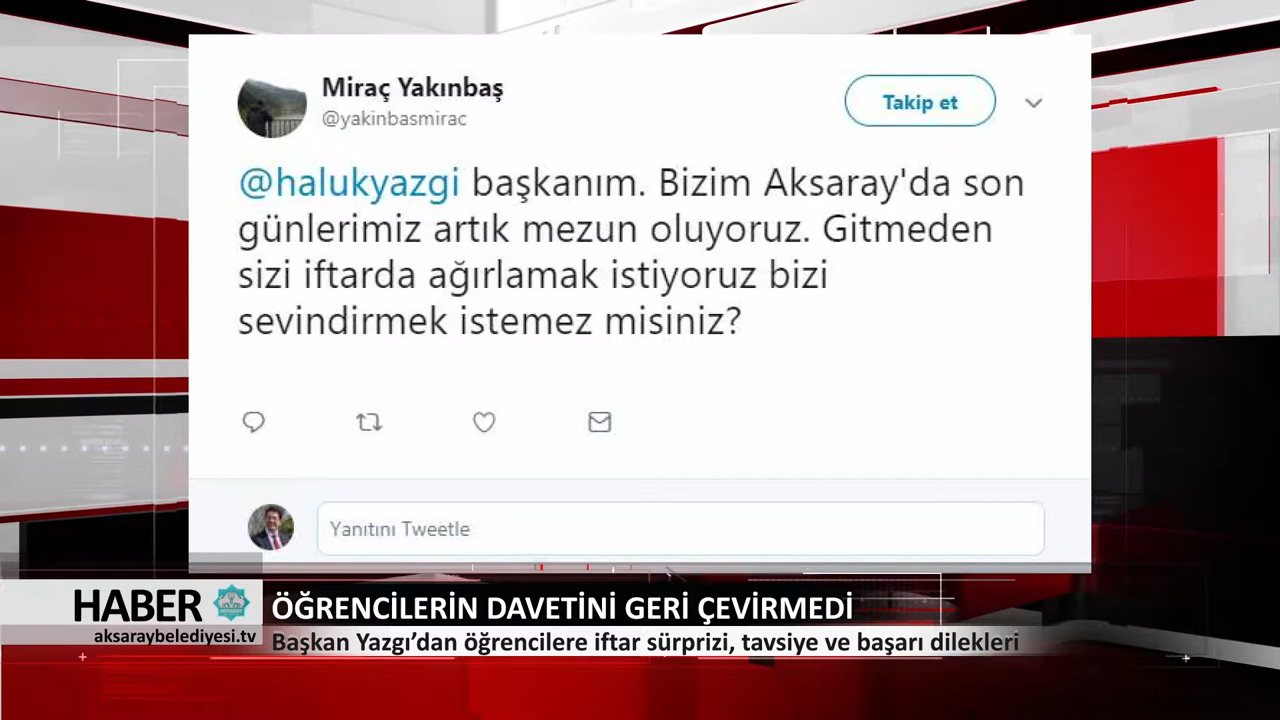 Miraç Yakınbaş
@yakinbasmirac
Takip et
@halukyazgi başkanım. Bizim Aksaray'da son
günlerimiz artık mezun oluyoruz. Gitmeden
sizi iftarda ağırlamak istiyoruz bizi
sevindirmek istemez misiniz?
Yanıtını Tweetle
HABER
aksaraybelediyesi.tv
ÖĞRENCİLERİN DAVETİNİ GERİ ÇEVİRMEDİ
Başkan Yazgı’dan öğrencilere iftar sürprizi, tavsiye ve başarı dilekleri